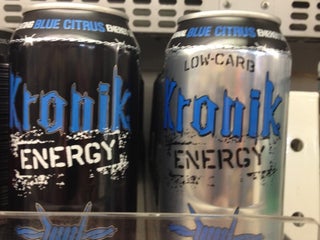 BLUE CITRUS
Kronik
ENERGY
BLUE CITRUS
LOW-CARB
Kronik
ENERGY